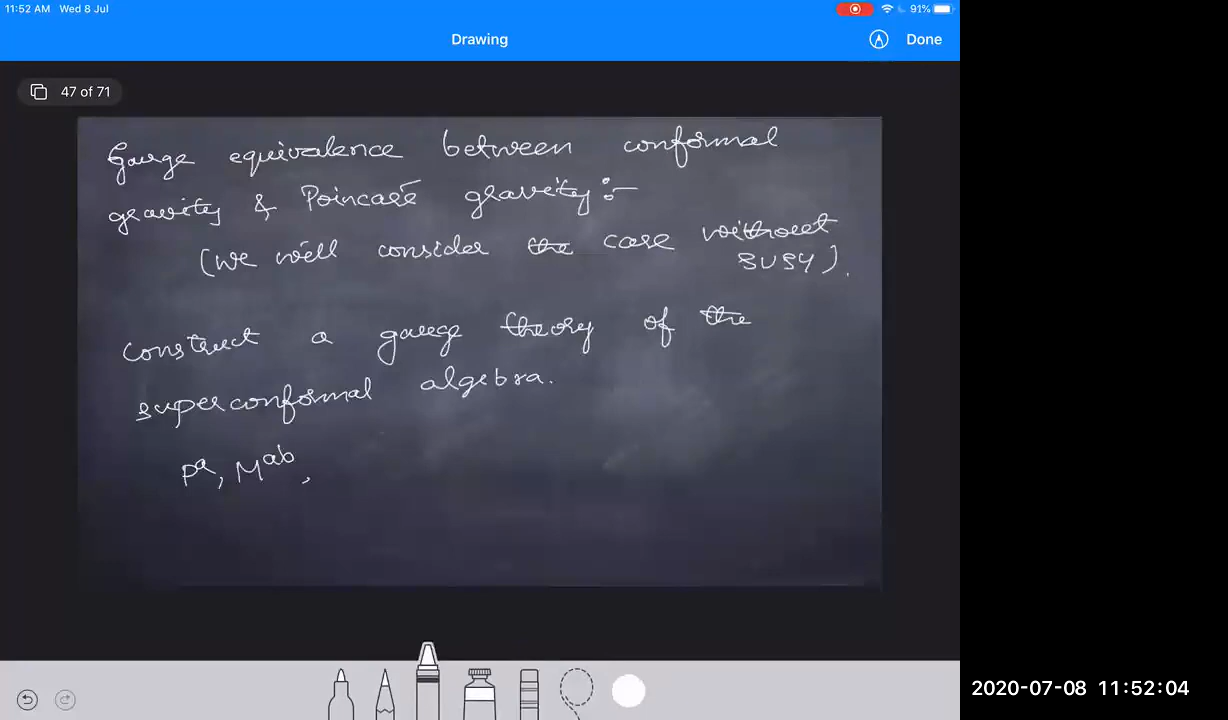 11:52 AM Wed 8 Jul
91%
Drawing
Done
47 of 71
Gauge equivalence between conformal
gravity & Poincaré gravity :-
(We will consider the case without
SUSY).
Construct a gauge theory of the
superconformal algebra.
Pᵃ, Mᵃᵇ,
2020-07-08 11:52:04